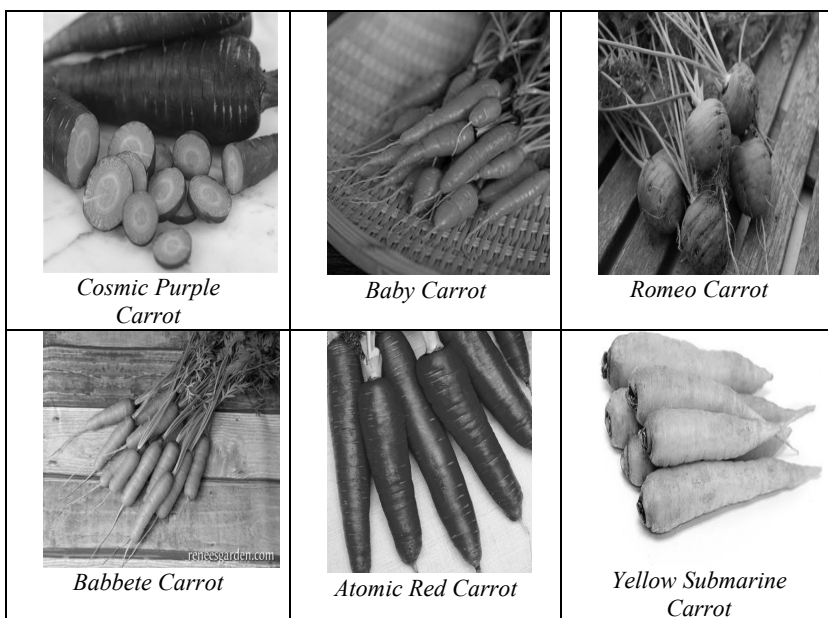 Cosmic Purple
Carrot
Baby Carrot
Romeo Carrot
reneesgarden.com
Babbete Carrot
Atomic Red Carrot
Yellow Submarine
Carrot